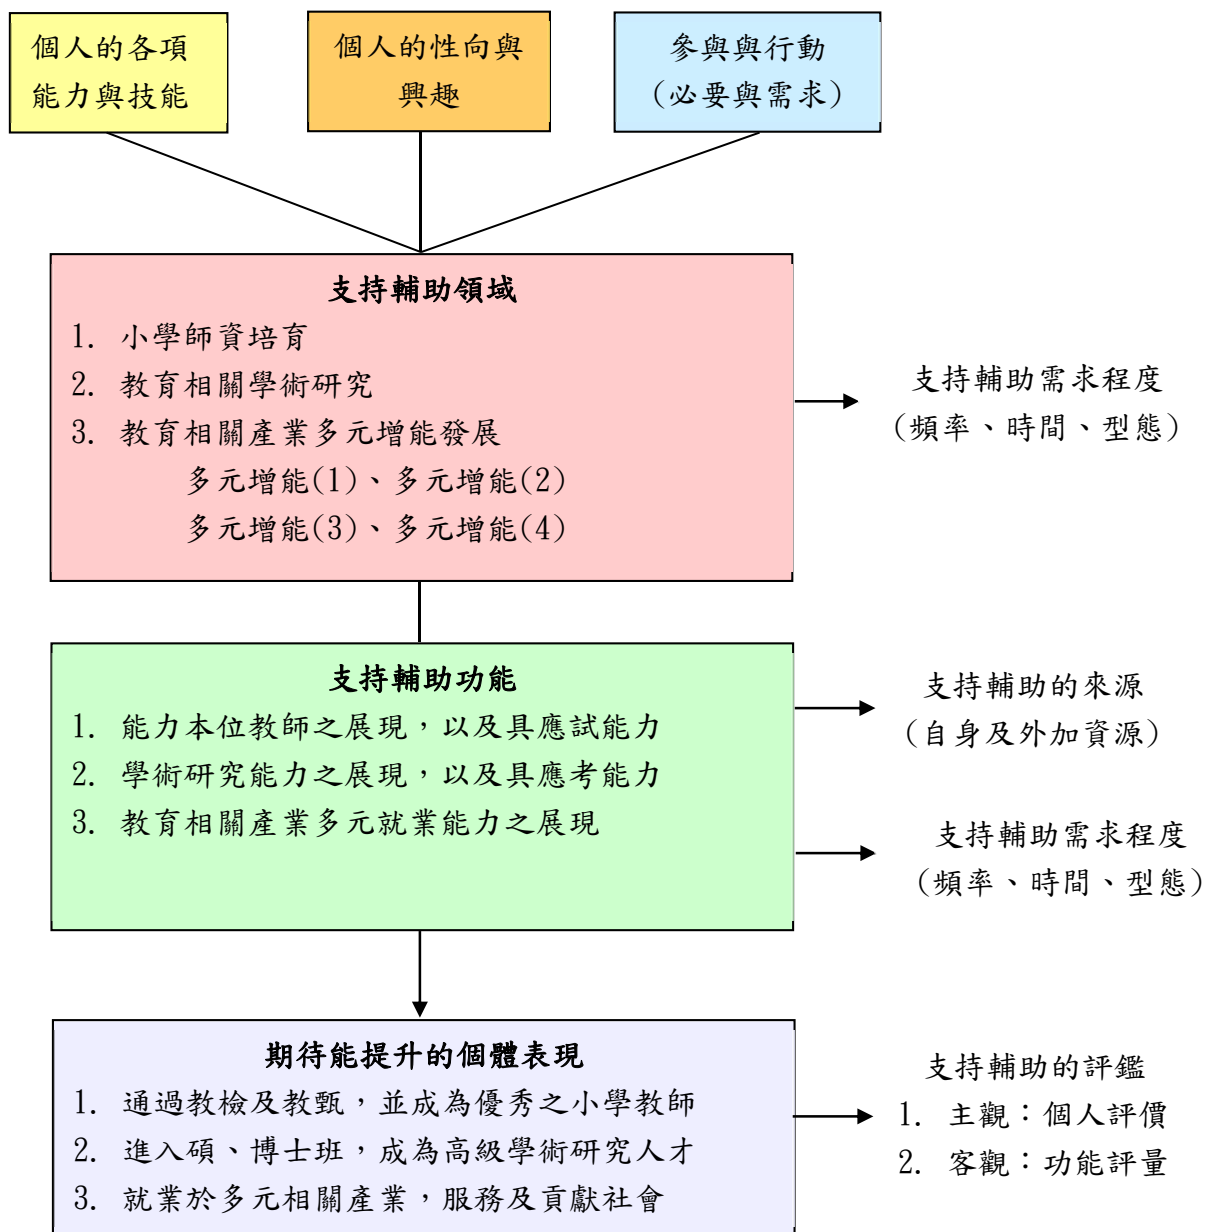 個人的各項
能力與技能
個人的性向與
興趣
參與與行動
(必要與需求)
支持輔助領域
1. 小學師資培育
2. 教育相關學術研究
3. 教育相關產業多元增能發展
多元增能(1)、多元增能(2)
多元增能(3)、多元增能(4)
支持輔助需求程度
(頻率、時間、型態)
支持輔助功能
1. 能力本位教師之展現，以及具應試能力
2. 學術研究能力之展現，以及具應考能力
3. 教育相關產業多元就業能力之展現
支持輔助的來源
(自身及外加資源)
支持輔助需求程度
(頻率、時間、型態)
期待能提升的個體表現
1. 通過教檢及教甄，並成為優秀之小學教師
2. 進入碩、博士班，成為高級學術研究人才
3. 就業於多元相關產業，服務及貢獻社會
支持輔助的評鑑
1. 主觀：個人評價
2. 客觀：功能評量